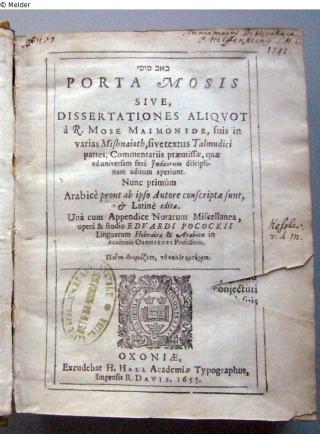 © Melder
באב מוסי
PORTA MOSIS
SIVE,
DISSERTATIONES ALIQVOT
à R. MOSE MAIMONIDE, suis in
varias Mishnaioth, sive textus Talmudici
partes, Commentariis præmissæ, quæ
ad universam ferè Judæorum discipli-
nam aditum aperiunt.
Nunc primùm
Arabicè prout ab ipso Autore conscriptæ sunt,
& Latinè editæ.
Unà cum Appendice Notarum Miscellanea,
operâ & studio EDVARDI POCOCKII
Linguarum Hebraicæ & Arabicæ in
Academia OXONIENSI Professoris.
OXONIÆ,
Excudebat H. HALL Academiæ Typographus,
Impensis R. DAVIS. 1655.
Kessler
v. d. m.
conjecturi